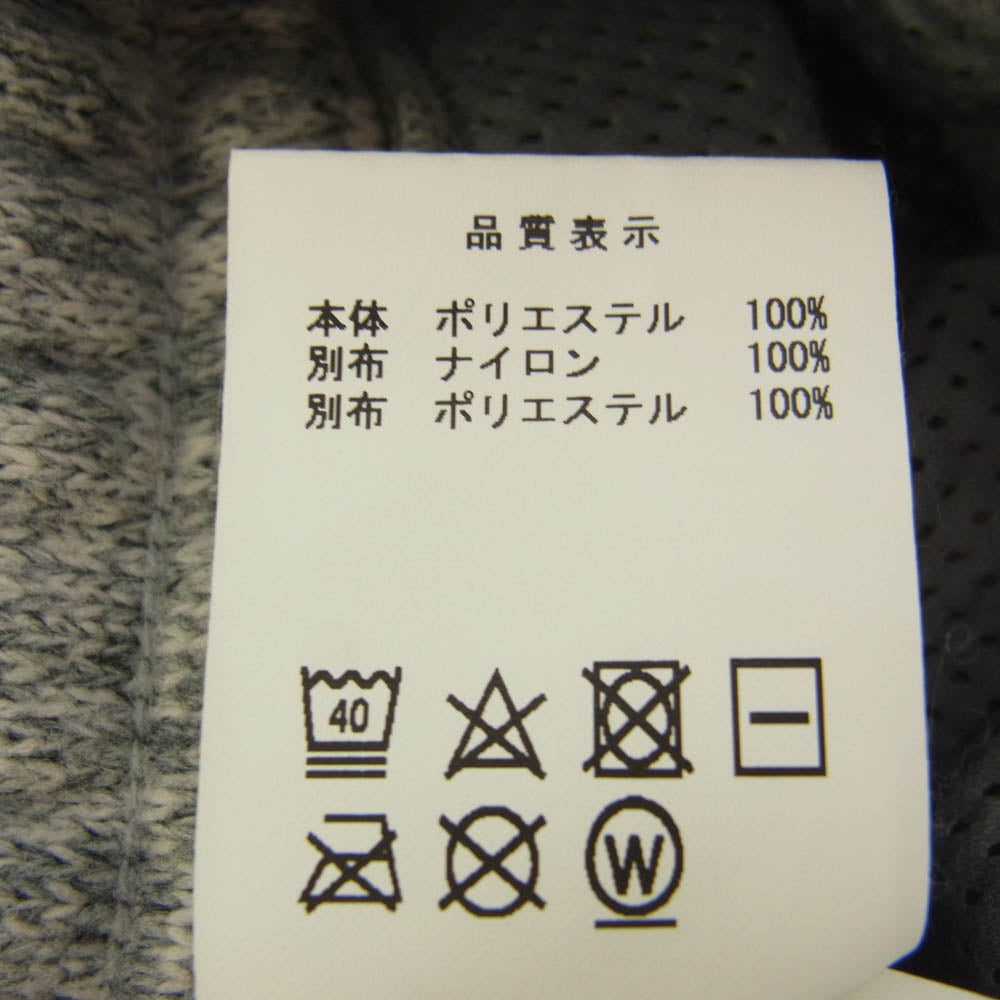 品質表示
本体 ポリエステル 100%
別布 ナイロン 100%
別布 ポリエステル 100%
40
W